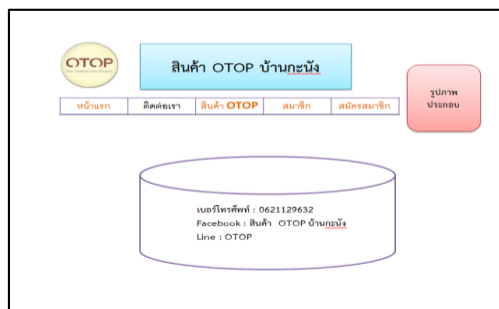 OTOP
สินค้า OTOP บ้านกะนัง
รูปภาพ
ประกอบ
หน้าแรก ติดต่อเรา สินค้า OTOP สมาชิก สมัครสมาชิก
เบอร์โทรศัพท์ : 0621129632
Facebook : สินค้า OTOP บ้านกะนัง
Line : OTOP